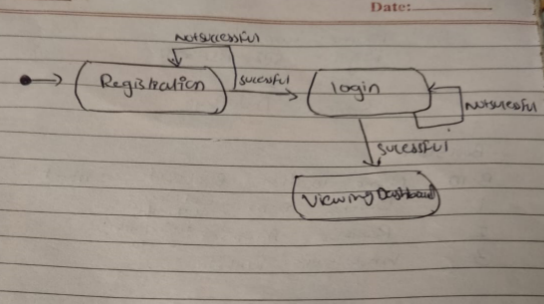 Date:
Notsuccessful
Registration
sucessful
login
Notsucessful
sucessful
Viewing Dashboard